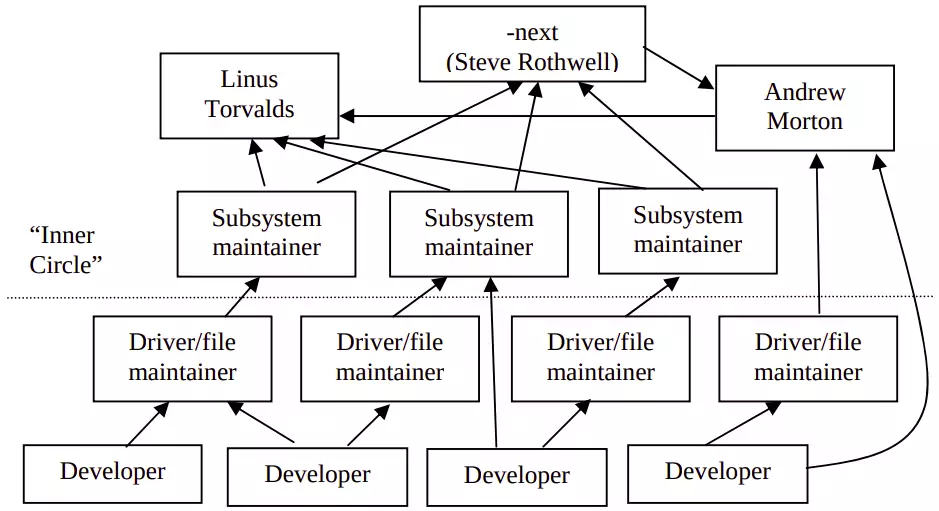 -next
(Steve Rothwell)
Linus
Torvalds
Andrew
Morton
Subsystem
maintainer
Subsystem
maintainer
Subsystem
maintainer
“Inner
Circle”
Driver/file
maintainer
Driver/file
maintainer
Driver/file
maintainer
Driver/file
maintainer
Developer
Developer
Developer
Developer